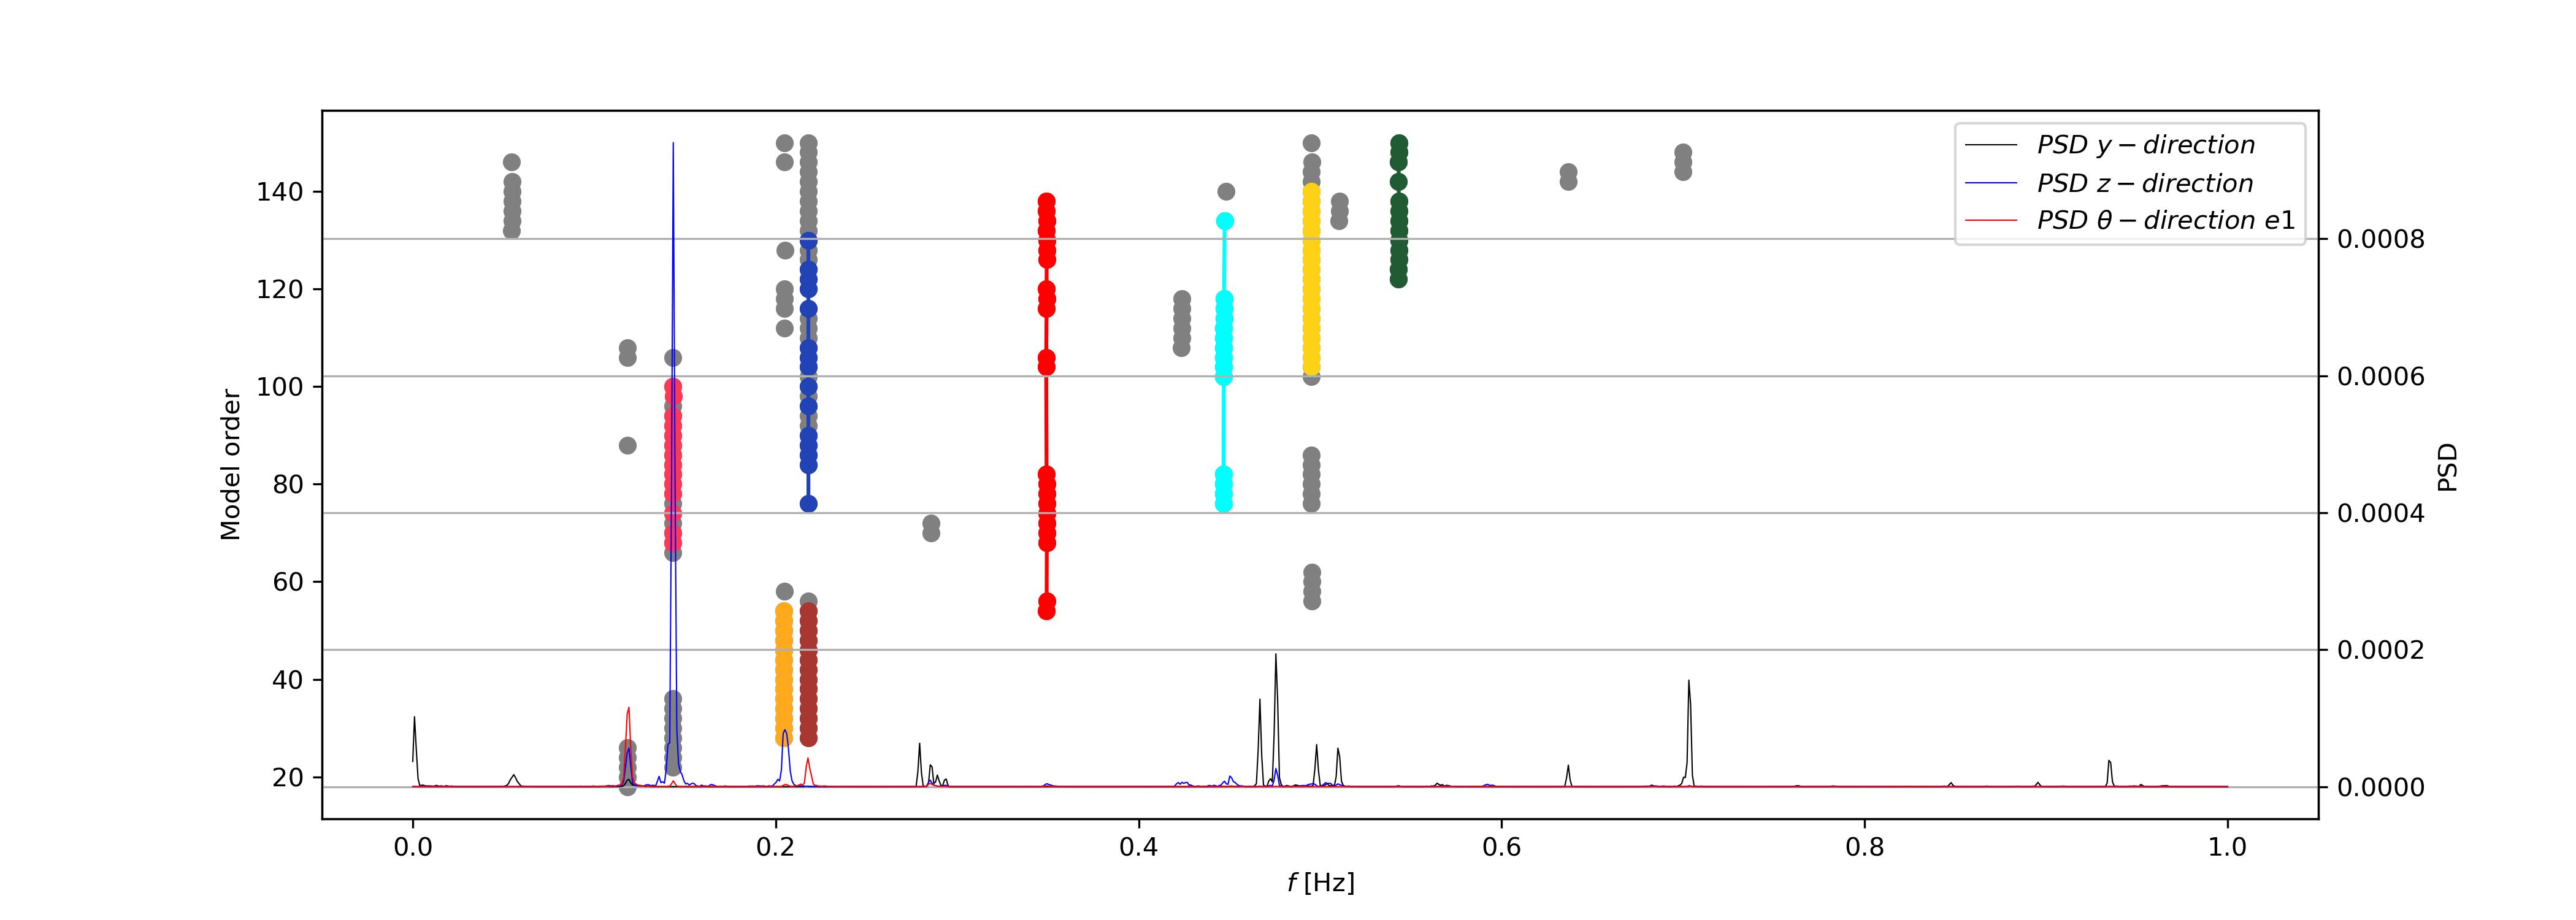 PSD y − direction
PSD z − direction
PSD θ − direction e1
140
120
100
80
60
40
20
Model order
0.0008
0.0006
0.0004
0.0002
0.0000
PSD
0.0 0.2 0.4 0.6 0.8 1.0
f [Hz]